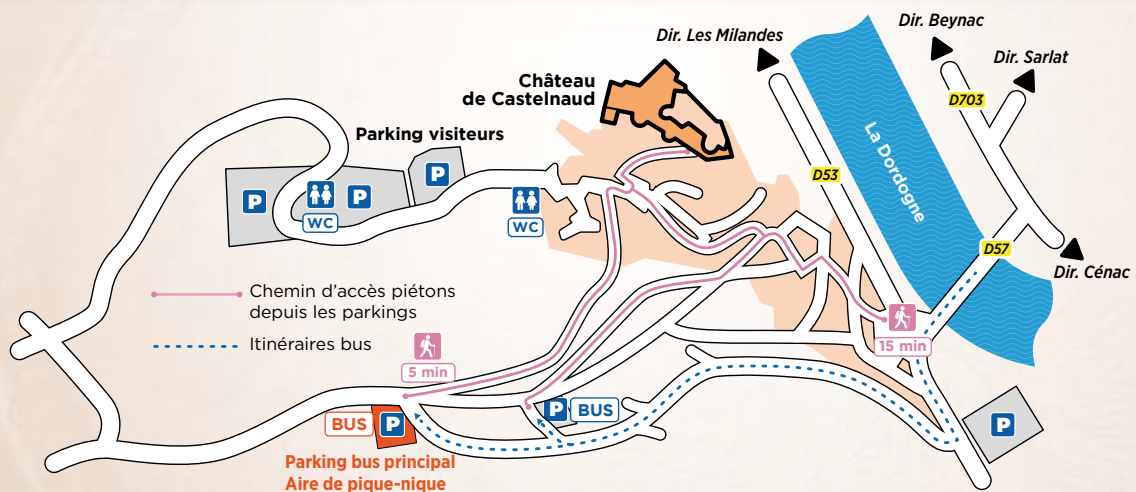 Dir. Beynac
Dir. Les Milandes
Dir. Sarlat
Château
de Castelnaud
D703
Parking visiteurs
La Dordogne
D53
P
P
P
WC
WC
D57
Dir. Cénac
Chemin d'accès piétons
depuis les parkings
Itinéraires bus
15 min
5 min
BUS
P
P
BUS
P
Parking bus principal
Aire de pique-nique